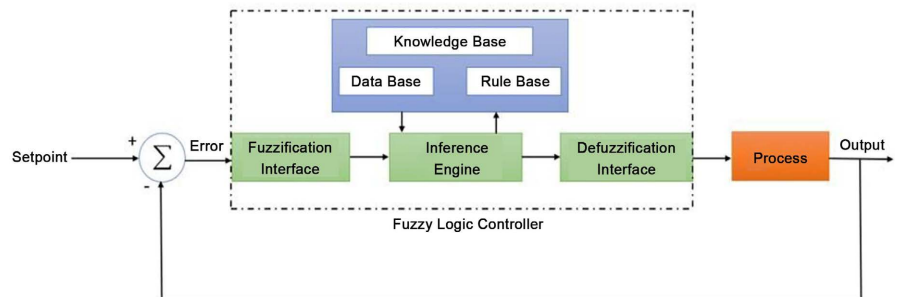 Knowledge Base
Data Base
Rule Base
Setpoint
+
-
Σ
Error
Fuzzification
Interface
Inference
Engine
Defuzzification
Interface
Process
Output
Fuzzy Logic Controller